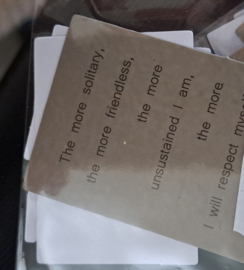 The more solitary,
the more friendless,
the more
unsustained I am,
the more
I will respect